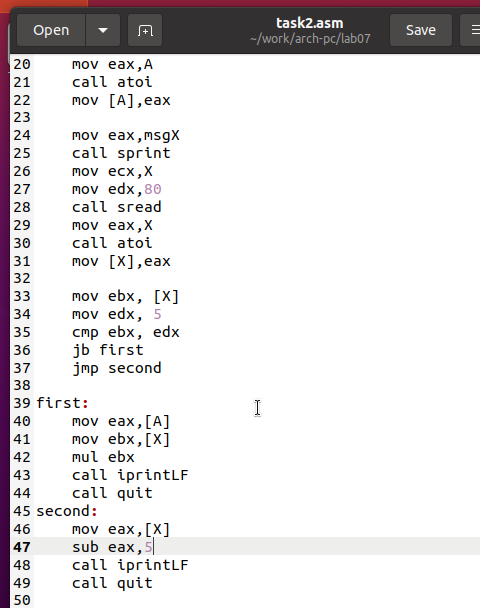 Open
task2.asm
~/work/arch-pc/lab07
Save
20 mov eax,A
21 call atoi
22 mov [A],eax
23
24 mov eax,msgX
25 call sprint
26 mov ecx,X
27 mov edx,80
28 call sread
29 mov eax,X
30 call atoi
31 mov [X],eax
32
33 mov ebx, [X]
34 mov edx, 5
35 cmp ebx, edx
36 jb first
37 jmp second
38
39 first:
40 mov eax,[A]
41 mov ebx,[X]
42 mul ebx
43 call iprintLF
44 call quit
45 second:
46 mov eax,[X]
47 sub eax,5
48 call iprintLF
49 call quit
50